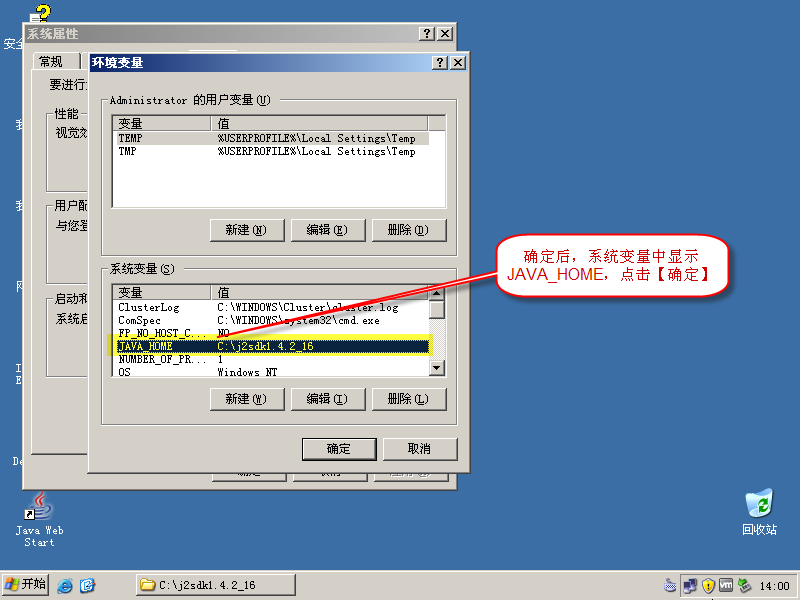 安全
系统属性
常规
环境变量
要进行
Administrator 的用户变量(U)
性能
变量 值
视觉效
TEMP %USERPROFILE%\Local Settings\Temp
TMP %USERPROFILE%\Local Settings\Temp
用户配
与您登
新建(N) 编辑(E) 删除(D)
确定后，系统变量中显示
JAVA_HOME，点击【确定】
系统变量(S)
启动和
系统启
变量 值
ClusterLog C:\WINDOWS\Cluster\cluster.log
ComSpec C:\WINDOWS\system32\cmd.exe
FP_NO_HOST_C... NO
JAVA_HOME C:\j2sdk1.4.2_16
NUMBER_OF_PR... 1
OS Windows NT
新建(W) 编辑(I) 删除(L)
确定 取消
Java Web
Start
回收站
开始 C:\j2sdk1.4.2_16 14:00